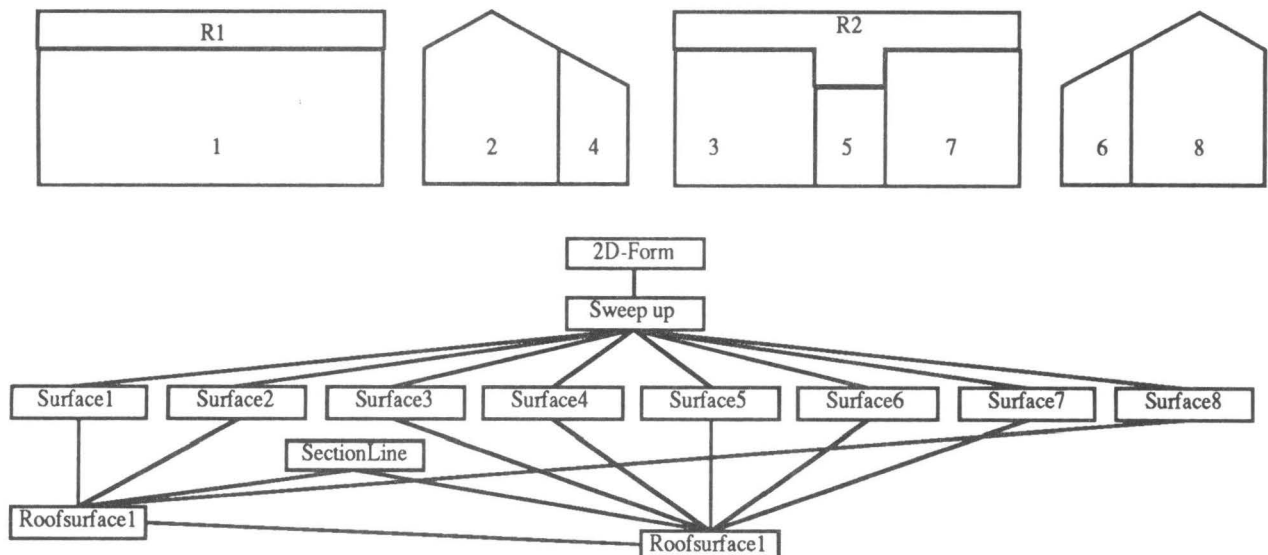 R1
R2
1
2
4
3
5
7
6
8
2D-Form
Sweep up
Surface1
Surface2
Surface3
Surface4
Surface5
Surface6
Surface7
Surface8
SectionLine
Roofsurface1
Roofsurface1